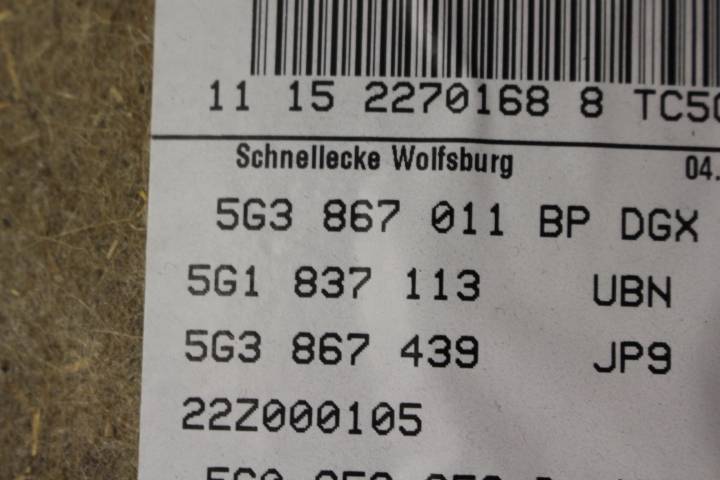 11 15 2270168 8 TC5
Schnellecke Wolfsburg 04.
5G3 867 011 BP DGX
5G1 837 113 UBN
5G3 867 439 JP9
22Z000105